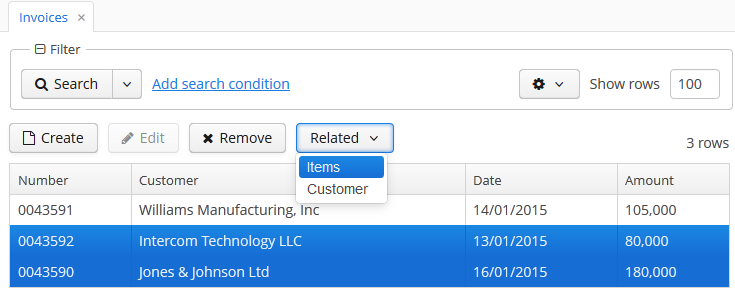 Invoices ×
Filter
Search Add search condition Show rows 100
Create Edit Remove Related 3 rows
Items
Customer
Number Customer Date Amount
0043591 Williams Manufacturing, Inc 14/01/2015 105,000
0043592 Intercom Technology LLC 13/01/2015 80,000
0043590 Jones & Johnson Ltd 16/01/2015 180,000